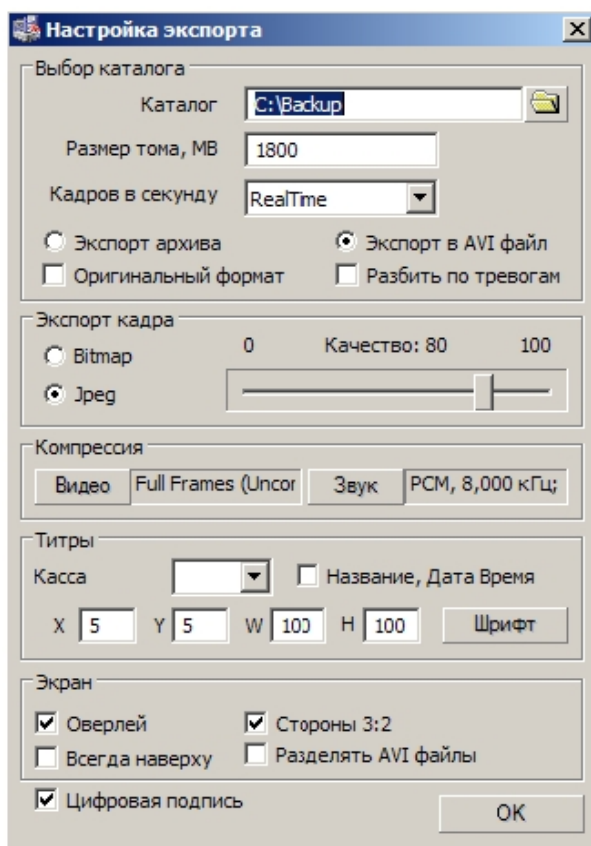 Настройка экспорта
Выбор каталога
Каталог C:\Backup
Размер тома, МВ 1800
Кадров в секунду RealTime
Экспорт архива Экспорт в AVI файл
Оригинальный формат Разбить по тревогам
Экспорт кадра
Bitmap 0 Качество: 80 100
Jpeg
Компрессия
Видео Full Frames (Uncor Звук PCM, 8,000 кГц;
Титры
Касса Название, Дата Время
X 5 Y 5 W 100 H 100 Шрифт
Экран
Оверлей Стороны 3:2
Всегда наверху Разделять AVI файлы
Цифровая подпись OK